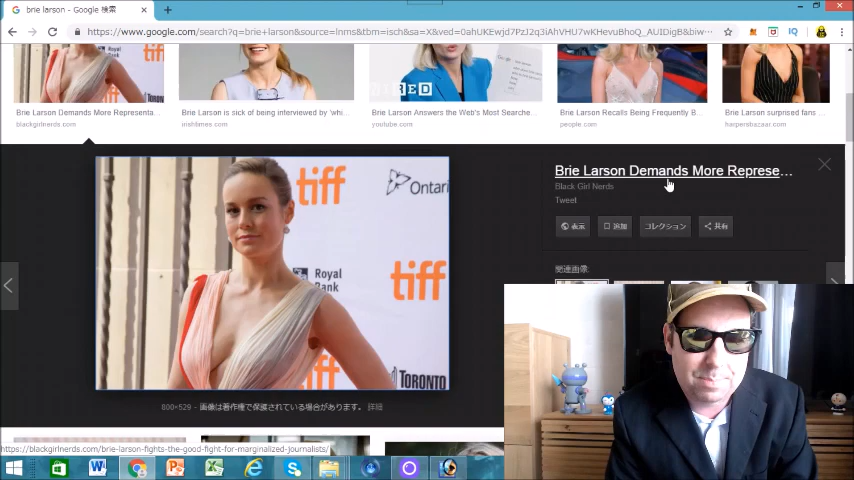 brie larson - Google 検索
https://www.google.com/search?q=brie+larson&source=lnms&tbm=isch&sa=X&ved=0ahUKEwjd7PzJ2q3iAhVHU7wKHevuBhoQ_AUIDigB&biw...
WIRED
Brie Larson Demands More Representa...
blackgirlnerds.com
Brie Larson is sick of being interviewed by 'whi...
irishtimes.com
Brie Larson Answers the Web's Most Searche...
youtube.com
Brie Larson Recalls Being Frequently B...
people.com
Brie Larson surprised fans ...
harpersbazaar.com
tiff
Ontari
Royal
Bank
tiff
tiff
TORONTO
Brie Larson Demands More Represe...
Black Girl Nerds
Tweet
表示
追加
コレクション
共有
関連画像:
800×529 - 画像は著作権で保護されている場合があります。 詳細
https://blackgirlnerds.com/brie-larson-fights-the-good-fight-for-marginalized-journalists/